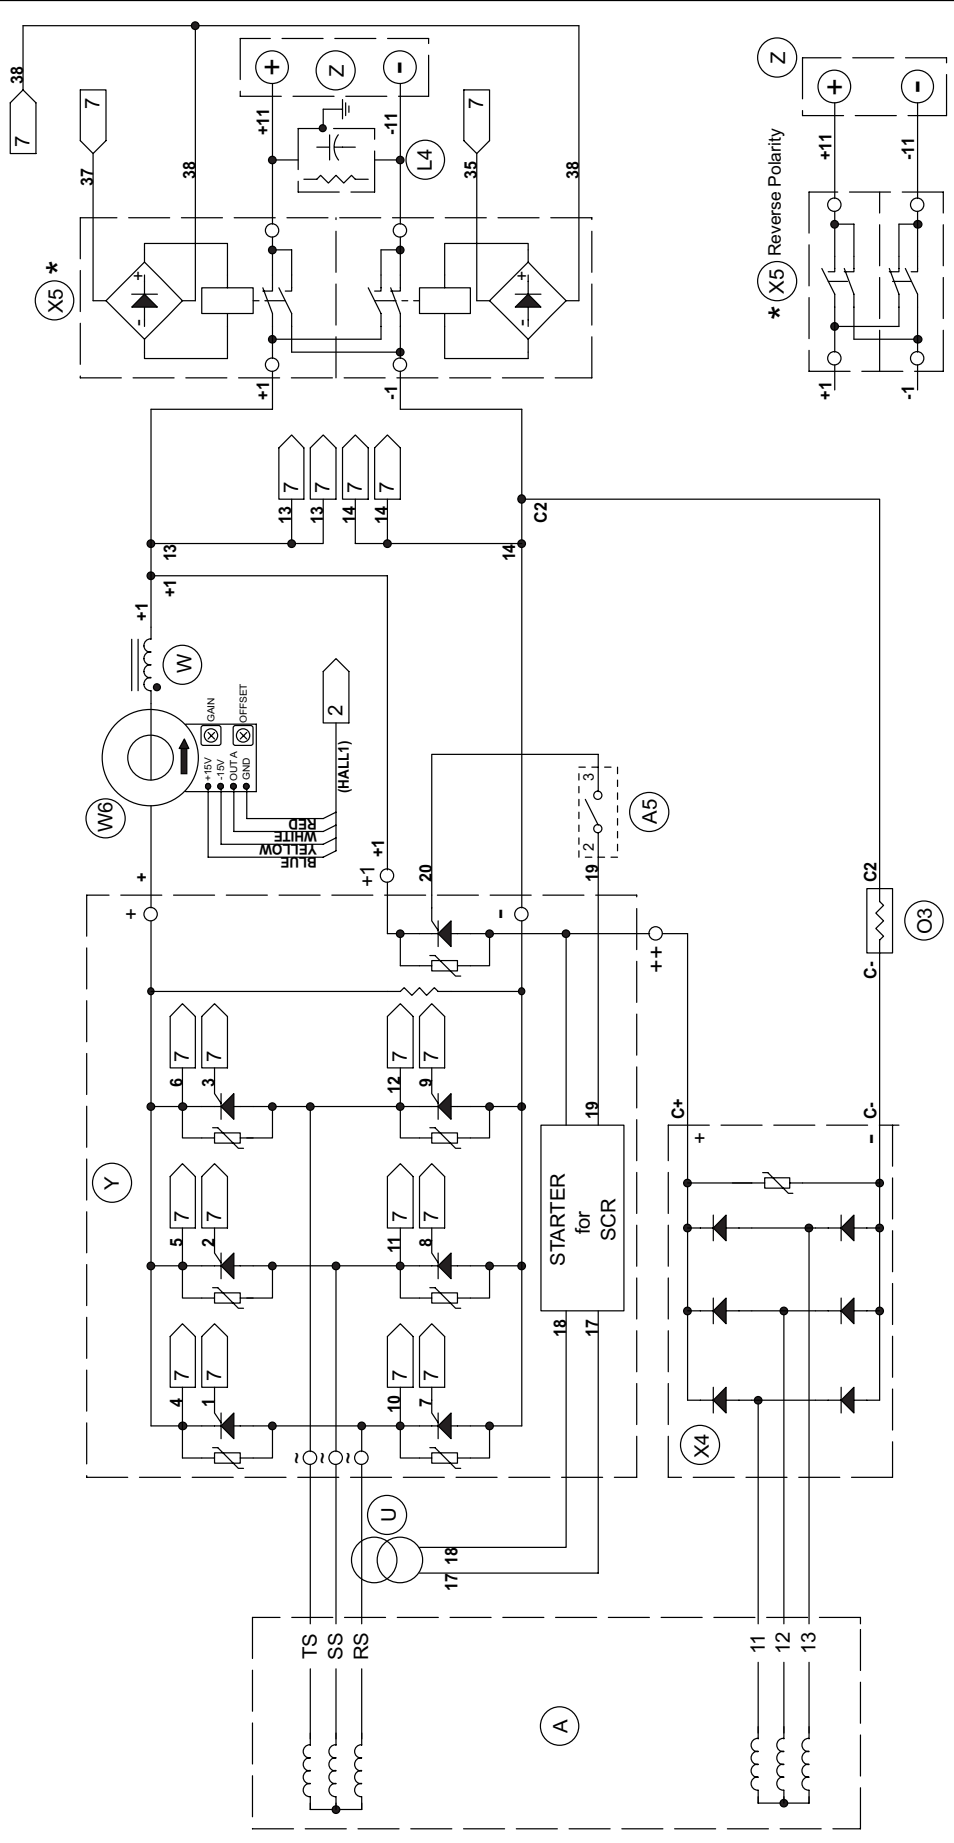 A
TS
SS
RS
11
12
13
U
17
18
Y
~
~
~
4
7
1
7
5
7
2
7
6
7
3
7
10
7
7
7
11
7
8
7
12
7
9
7
18
17
STARTER
for
SCR
19
+
-
+1
++
20
19
2
3
A5
X4
C+
+
-
C-
C-
O3
C2
C2
+
W6
+15V
-15V
OUT A
GND
GAIN
OFFSET
BLUE
YELLOW
WHITE
RED
(HALL1)
2
W
+1
+1
+1
13
14
13
7
13
7
14
7
14
7
+1
-1
X5 *
-
+
-
+
37
7
38
38
7
35
7
38
+11
-11
L4
+
Z
-
* X5 Reverse Polarity
+1
-1
+11
-11
Z
+
-